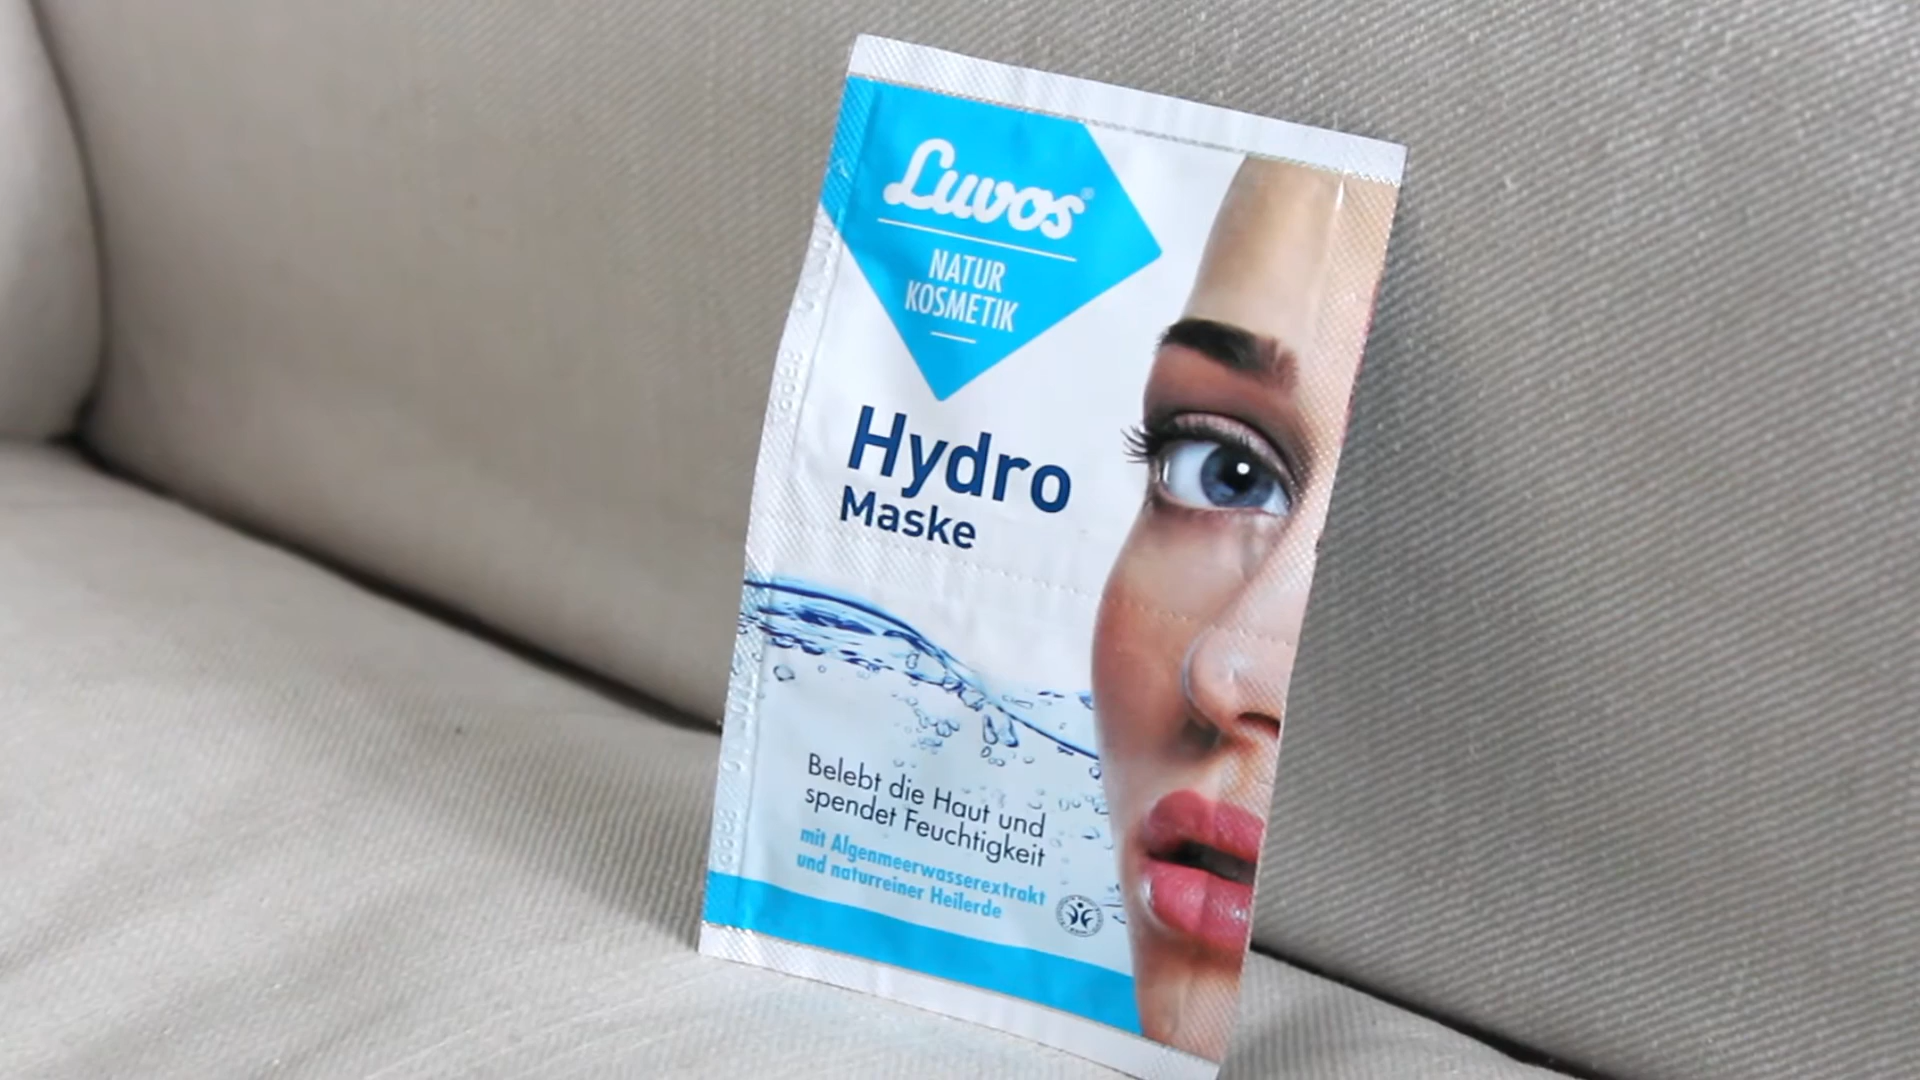 Luvos®
NATUR
KOSMETIK
Hydro
Maske
Belebt die Haut und
spendet Feuchtigkeit
mit Algenmeerwasserextrakt
und naturreiner Heilerde